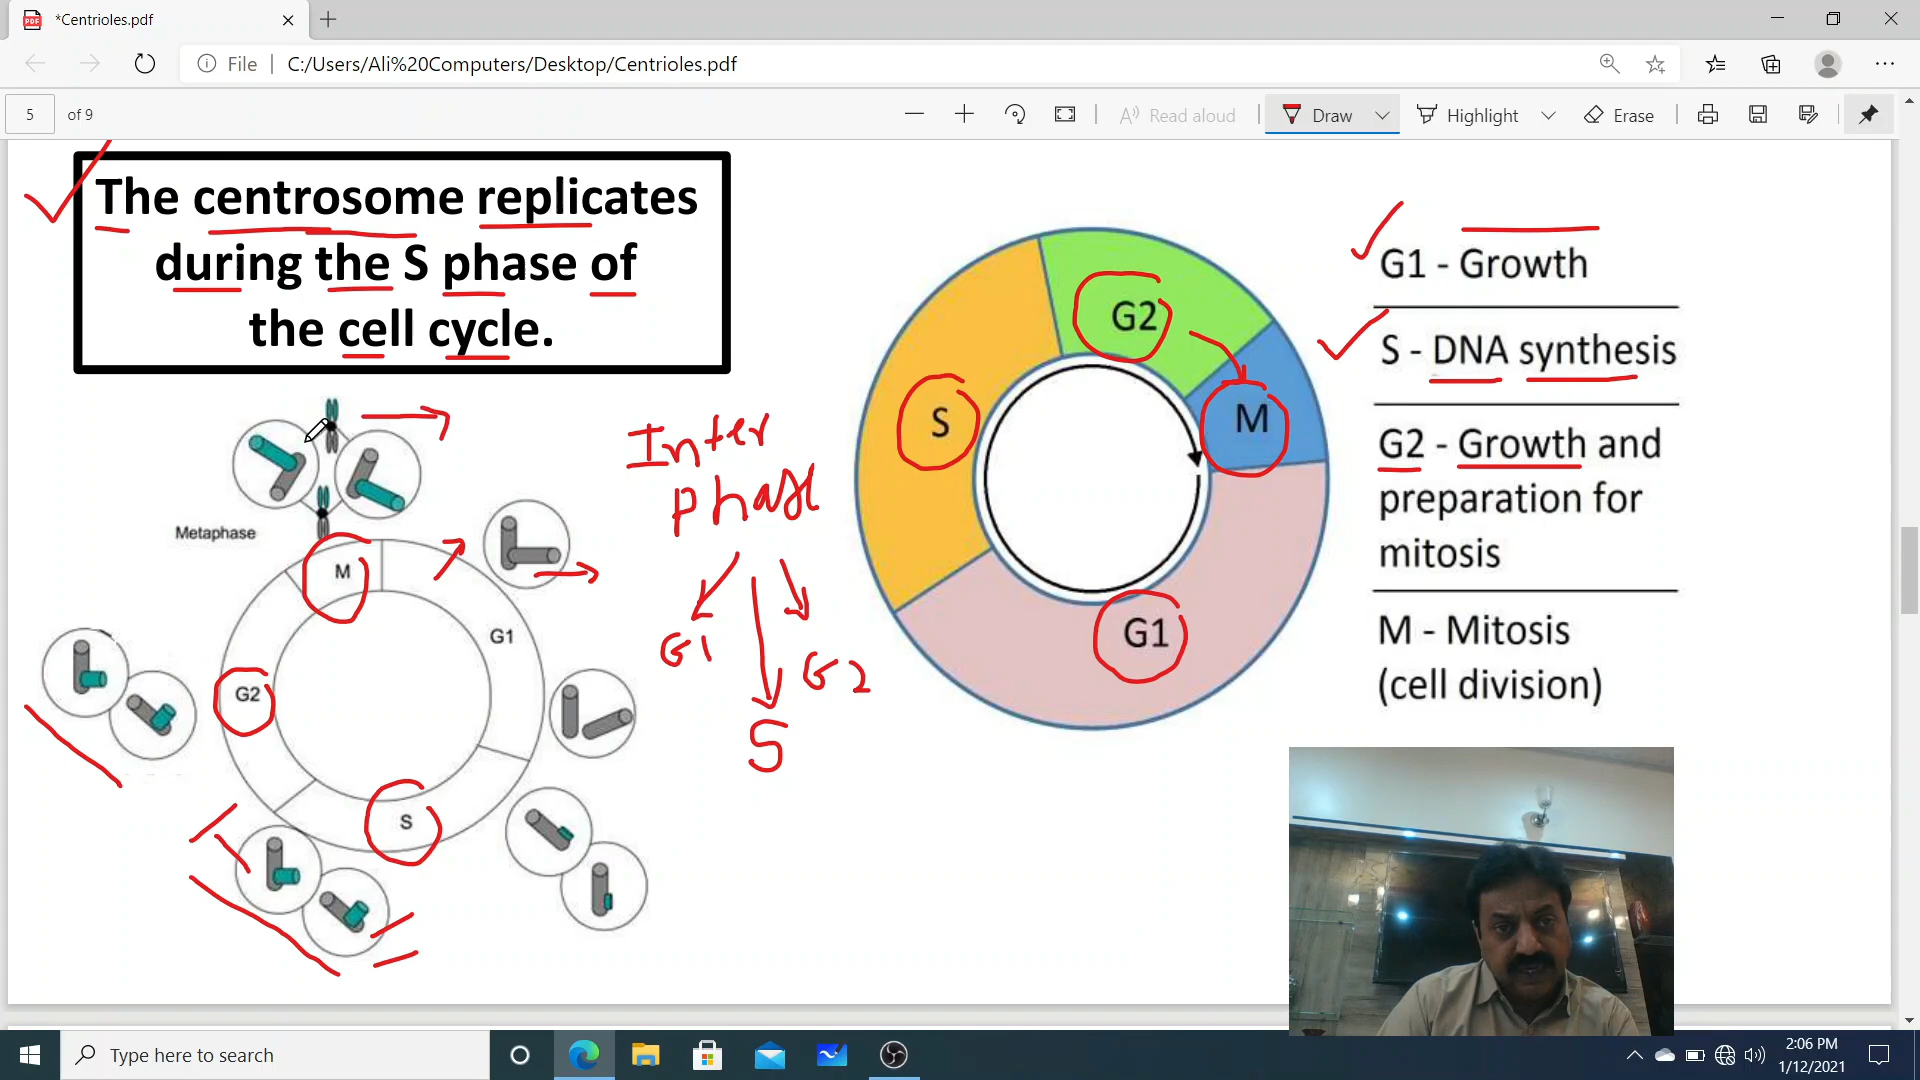 *Centrioles.pdf
File
C:/Users/Ali%20Computers/Desktop/Centrioles.pdf
5 of 9
Read aloud
Draw
Highlight
Erase
The centrosome replicates
during the S phase of
the cell cycle.
Metaphase
M
G1
G2
S
Inter
phase
G1
G2
S
G2
S
M
G1
G1 - Growth
S - DNA synthesis
G2 - Growth and
preparation for
mitosis
M - Mitosis
(cell division)
Type here to search
2:06 PM
1/12/2021